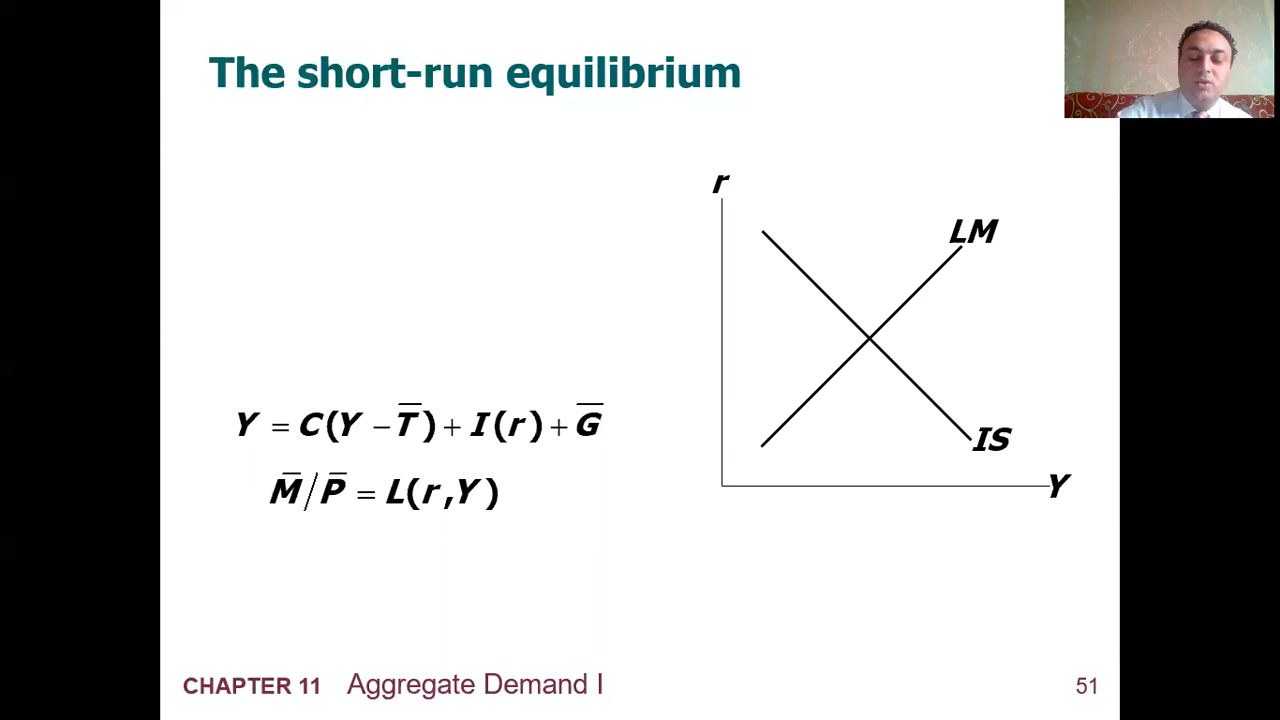 The short-run equilibrium
r
LM
Y = C(Y − T̅) + I(r) + G̅
IS
M̅/P̅ = L(r,Y)
Y
CHAPTER 11 Aggregate Demand I
51